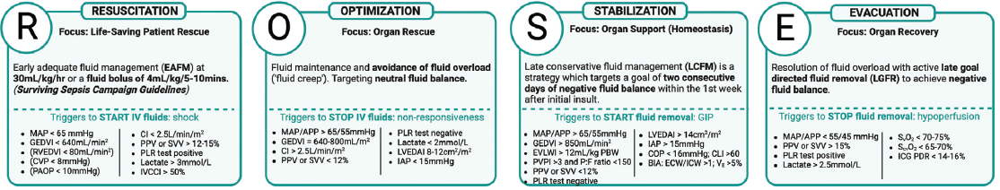 R
RESUSCITATION
Focus: Life-Saving Patient Rescue
Early adequate fluid management (EAFM) at
30mL/kg/hr or a fluid bolus of 4mL/kg/5-10mins.
(Surviving Sepsis Campaign Guidelines)
Triggers to START IV fluids: shock
• MAP < 65 mmHg
• GEDVI < 640mL/min²
• (RVEDVI < 80mL/min²)
• (CVP < 8mmHg)
• (PAOP < 10mmHg)
• CI < 2.5L/min/m²
• PPV or SVV > 12-15%
• PLR test positive
• Lactate > 3mmol/L
• IVCCI > 50%
O
OPTIMIZATION
Focus: Organ Rescue
Fluid maintenance and avoidance of fluid overload
('fluid creep'). Targeting neutral fluid balance.
Triggers to STOP IV fluids: non-responsiveness
• MAP/APP > 65/55mmHg
• GEDVI = 640-800mL/m²
• CI > 2.5L/min/m²
• PPV or SVV < 12%
• PLR test negative
• Lactate < 2mmol/L
• LVEDAI 8-12cm²/m²
• IAP < 15mmHg
S
STABILIZATION
Focus: Organ Support (Homeostasis)
Late conservative fluid management (LCFM) is a
strategy which targets a goal of two consecutive
days of negative fluid balance within the 1st week
after initial insult.
Triggers to START fluid removal: GIP
• MAP/APP > 65/55mmHg
• GEDVI > 850mL/m²
• EVLWI > 12mL/kg PBW
• PVPI >3 and P:F ratio <150
• PPV or SVV <12%
• PLR test negative
• LVEDAI > 14cm²/m²
• IAP > 15mmHg
• COP < 16mmHg; CLI >60
• BIA: ECW/ICW >1; VE >5%
E
EVACUATION
Focus: Organ Recovery
Resolution of fluid overload with active late goal
directed fluid removal (LGFR) to achieve negative
fluid balance.
Triggers to STOP fluid removal: hypoperfusion
• MAP/APP < 55/45 mmHg
• PPV or SVV > 15%
• PLR test positive
• Lactate > 2.5mmol/L
• ScvO₂ < 70-75%
• SvO₂ < 65-70%
• ICG PDR < 14-16%